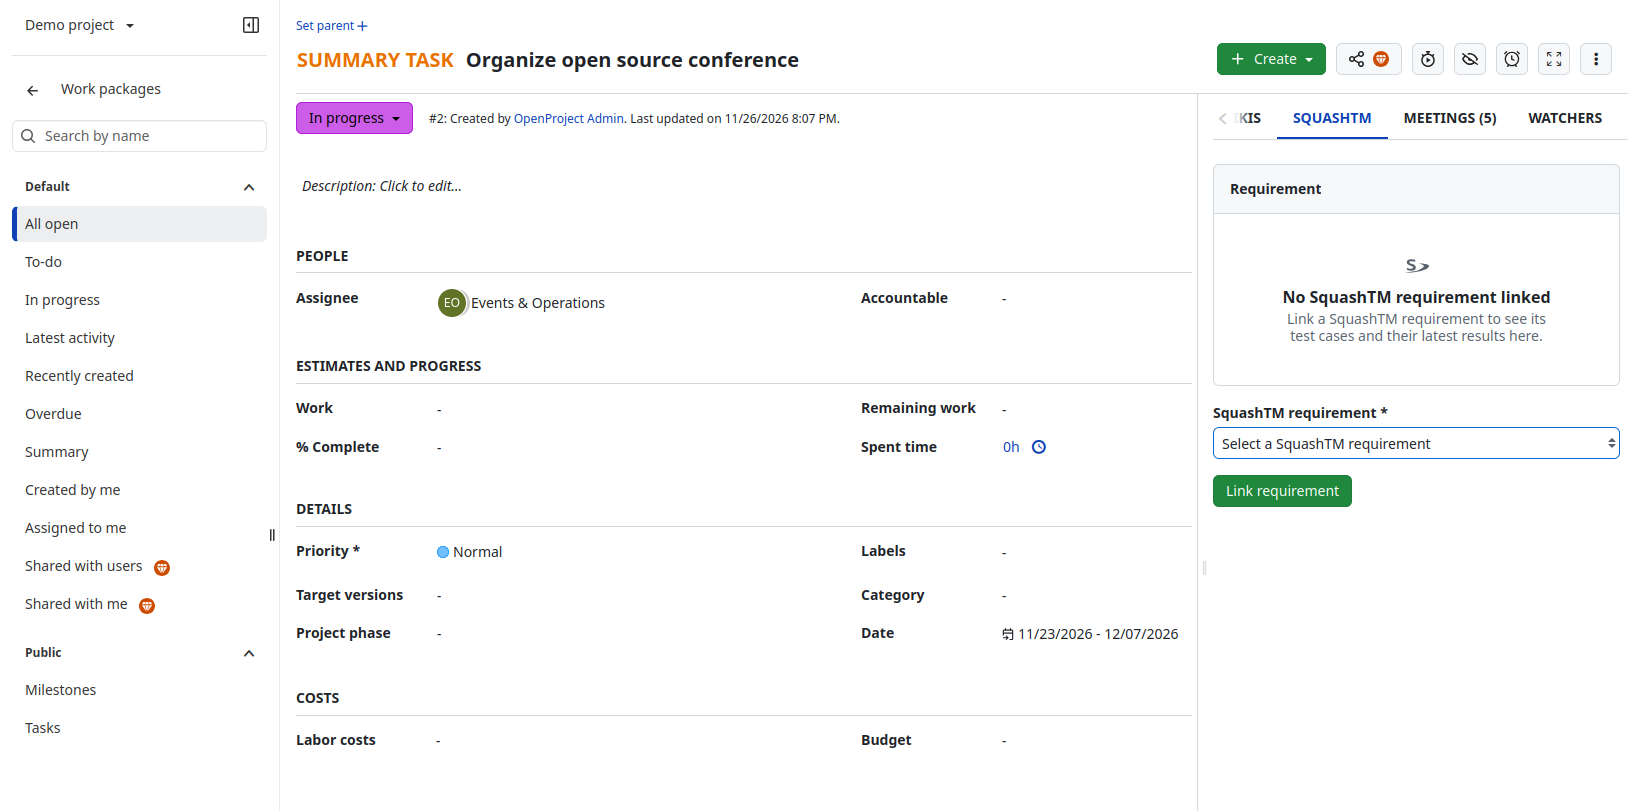 Demo project
Work packages
Search by name
Default
All open
To-do
In progress
Latest activity
Recently created
Overdue
Summary
Created by me
Assigned to me
Shared with users
Shared with me
Public
Milestones
Tasks
Set parent
SUMMARY TASK Organize open source conference
Create
In progress
#2: Created by OpenProject Admin. Last updated on 11/26/2026 8:07 PM.
Description: Click to edit...
PEOPLE
Assignee EO Events & Operations Accountable -
ESTIMATES AND PROGRESS
Work - Remaining work -
% Complete - Spent time 0h
DETAILS
Priority * Normal Labels -
Target versions - Category -
Project phase - Date 11/23/2026 - 12/07/2026
COSTS
Labor costs - Budget -
KIS SQUASHTM MEETINGS (5) WATCHERS
Requirement
No SquashTM requirement linked
Link a SquashTM requirement to see its
test cases and their latest results here.
SquashTM requirement *
Select a SquashTM requirement
Link requirement